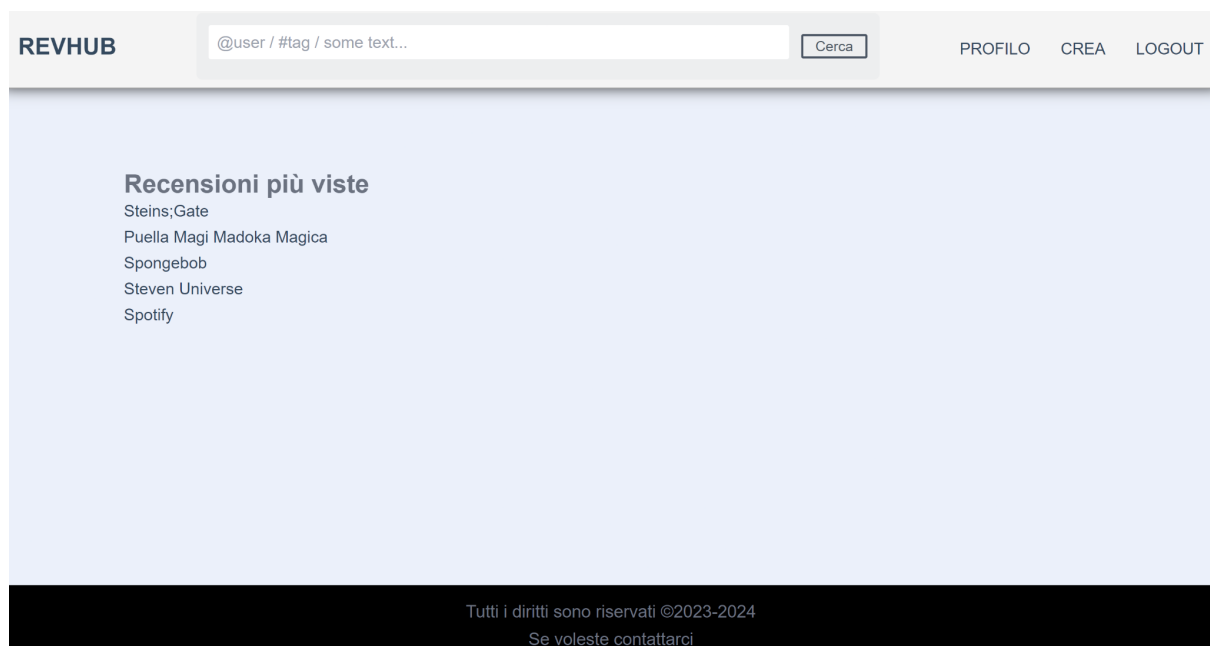 REVHUB
@user / #tag / some text...
Cerca
PROFILO CREA LOGOUT
Recensioni più viste
Steins;Gate
Puella Magi Madoka Magica
Spongebob
Steven Universe
Spotify
Tutti i diritti sono riservati ©2023-2024
Se voleste contattarci